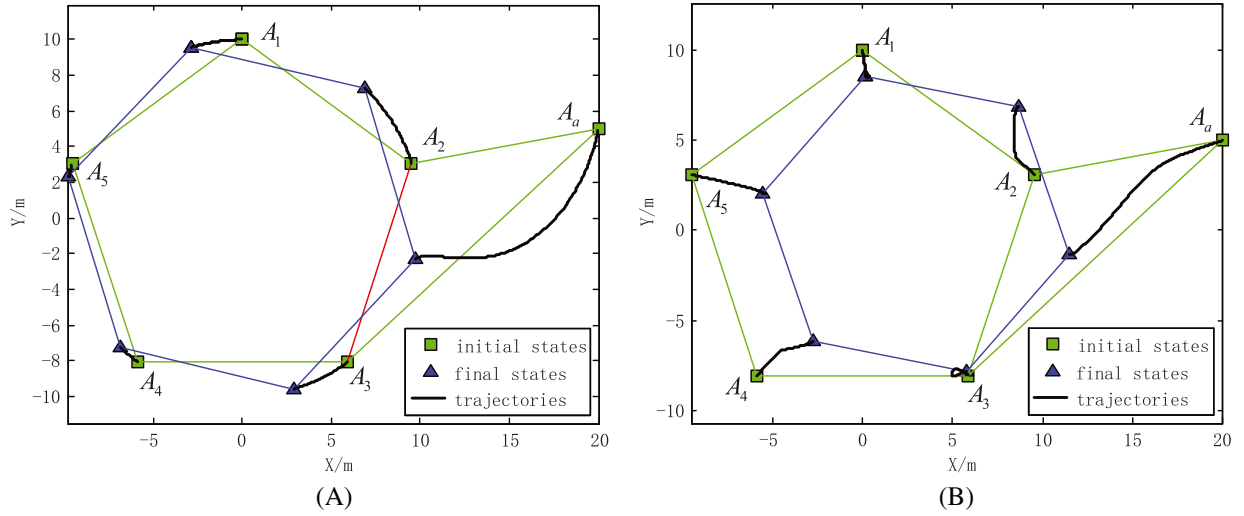 10
8
6
4
2
0
-2
-4
-6
-8
-10
Y/m
A1
A2
Aa
A5
A4
A3
initial states
final states
trajectories
-5
0
5
10
15
20
X/m
(A)
10
5
0
-5
-10
Y/m
A1
A2
Aa
A5
A4
A3
initial states
final states
trajectories
-5
0
5
10
15
20
X/m
(B)